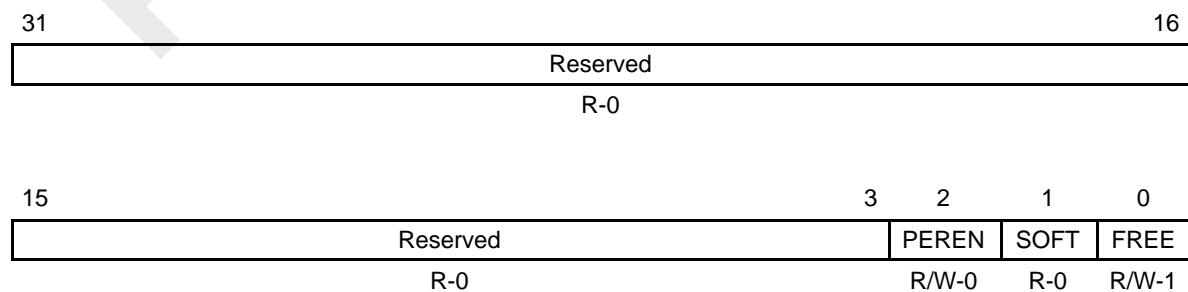 31 16
Reserved
R-0
15 3 2 1 0
Reserved PEREN SOFT FREE
R-0 R/W-0 R-0 R/W-1